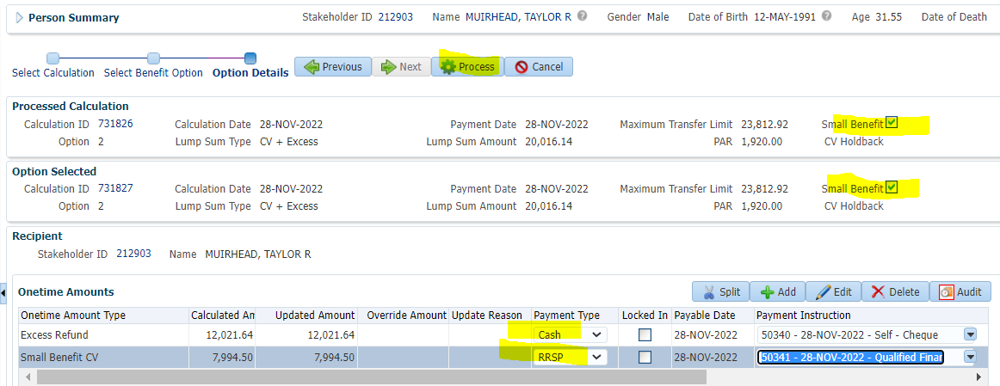 Person Summary Stakeholder ID 212903 Name MUIRHEAD, TAYLOR R Gender Male Date of Birth 12-MAY-1991 Age 31.55 Date of Death
Select Calculation Select Benefit Option Option Details Previous Next Process Cancel
Processed Calculation
Calculation ID 731826 Calculation Date 28-NOV-2022 Payment Date 28-NOV-2022 Maximum Transfer Limit 23,812.92 Small Benefit
Option 2 Lump Sum Type CV + Excess Lump Sum Amount 20,016.14 PAR 1,920.00 CV Holdback
Option Selected
Calculation ID 731827 Calculation Date 28-NOV-2022 Payment Date 28-NOV-2022 Maximum Transfer Limit 23,812.92 Small Benefit
Option 2 Lump Sum Type CV + Excess Lump Sum Amount 20,016.14 PAR 1,920.00 CV Holdback
Recipient
Stakeholder ID 212903 Name MUIRHEAD, TAYLOR R
Onetime Amounts Split Add Edit Delete Audit
Onetime Amount Type Calculated Am Updated Amount Override Amount Update Reason Payment Type Locked In Payable Date Payment Instruction
Excess Refund 12,021.64 12,021.64 Cash 28-NOV-2022 50340 - 28-NOV-2022 - Self - Cheque
Small Benefit CV 7,994.50 7,994.50 RRSP 28-NOV-2022 50341 - 28-NOV-2022 - Qualified Finar